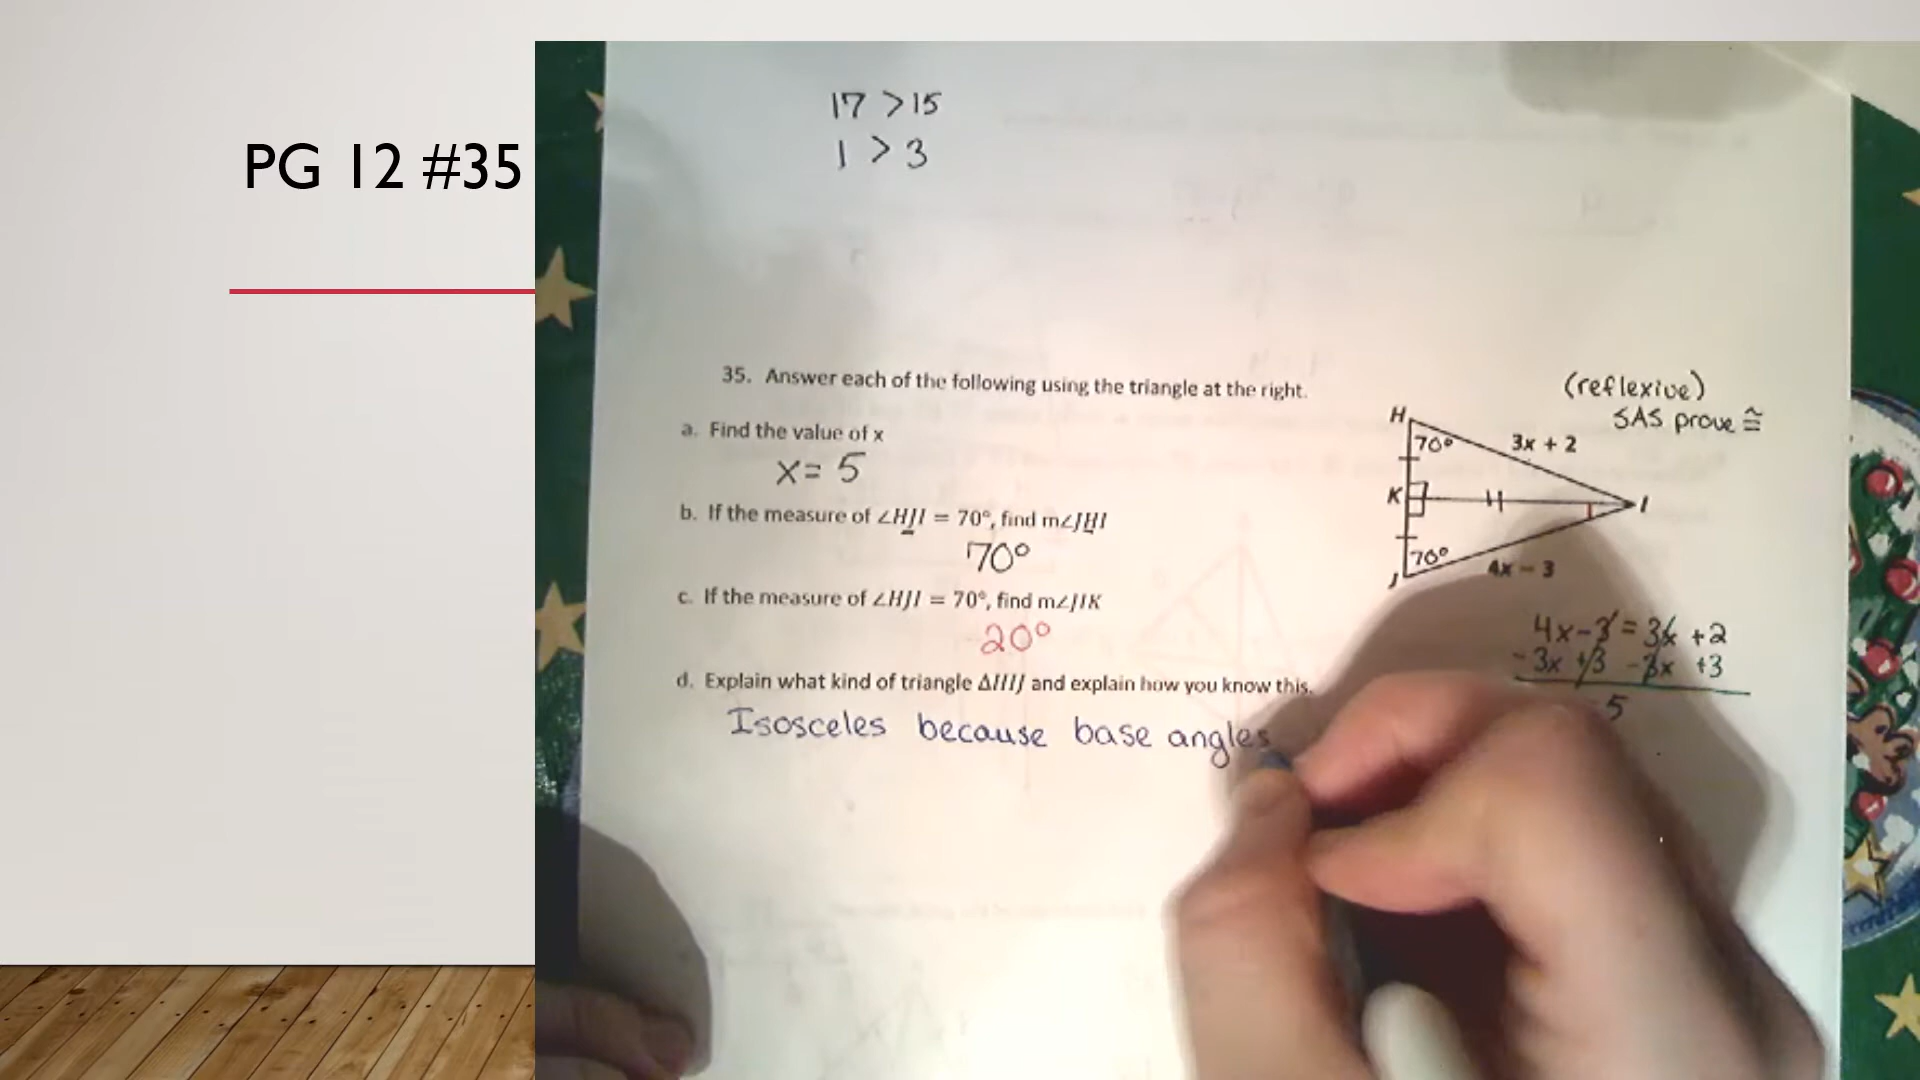 PG 12 #35
17 > 15
1 > 3
35. Answer each of the following using the triangle at the right.
a. Find the value of x
x = 5
b. If the measure of ∠HJI = 70°, find m∠JHI
70°
c. If the measure of ∠HJI = 70°, find m∠JIK
20°
d. Explain what kind of triangle ΔHIJ and explain how you know this.
Isosceles because base angles
(reflexive)
SAS prove ≅
H
70°
3x + 2
K
I
70°
J
4x - 3
4x - 3 = 3x + 2
- 3x + 3 - 3x + 3
5